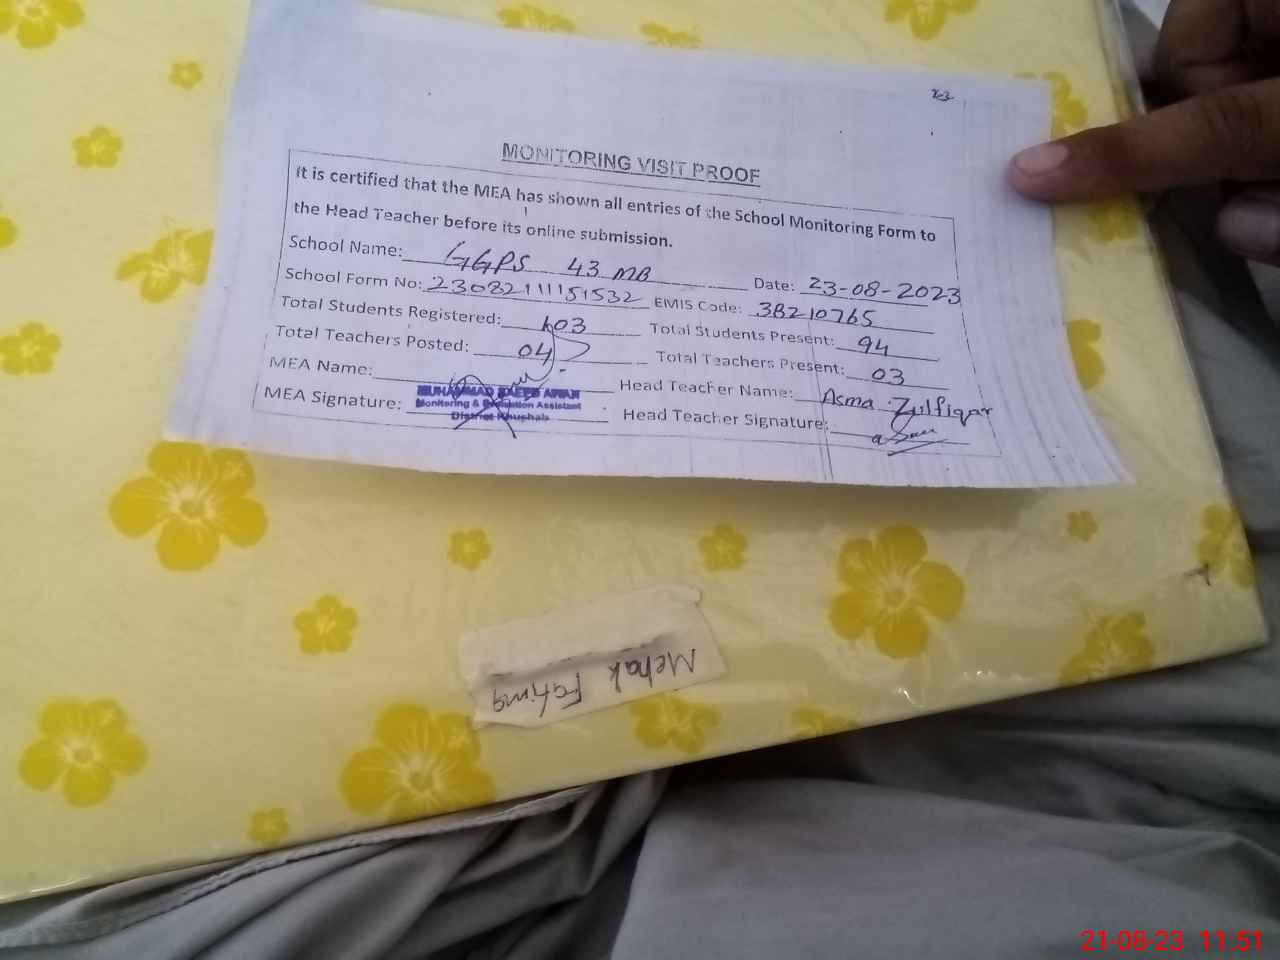 23
MONITORING VISIT PROOF
It is certified that the MEA has shown all entries of the School Monitoring Form to
the Head Teacher before its online submission.
School Name: GGPS 43 MB Date: 23-08-2023
School Form No: 23082111151532 EMIS Code: 38210765
Total Students Registered: 103 Total Students Present: 94
Total Teachers Posted: 04 Total Teachers Present: 03
MEA Name: Head Teacher Name: Asma Zulfiqar
MUHAMMAD SAEED AWAN
Monitoring & Evaluation Assistant
District Khushab
MEA Signature: Head Teacher Signature:
Mehak Fatima
21-08-23 11:51